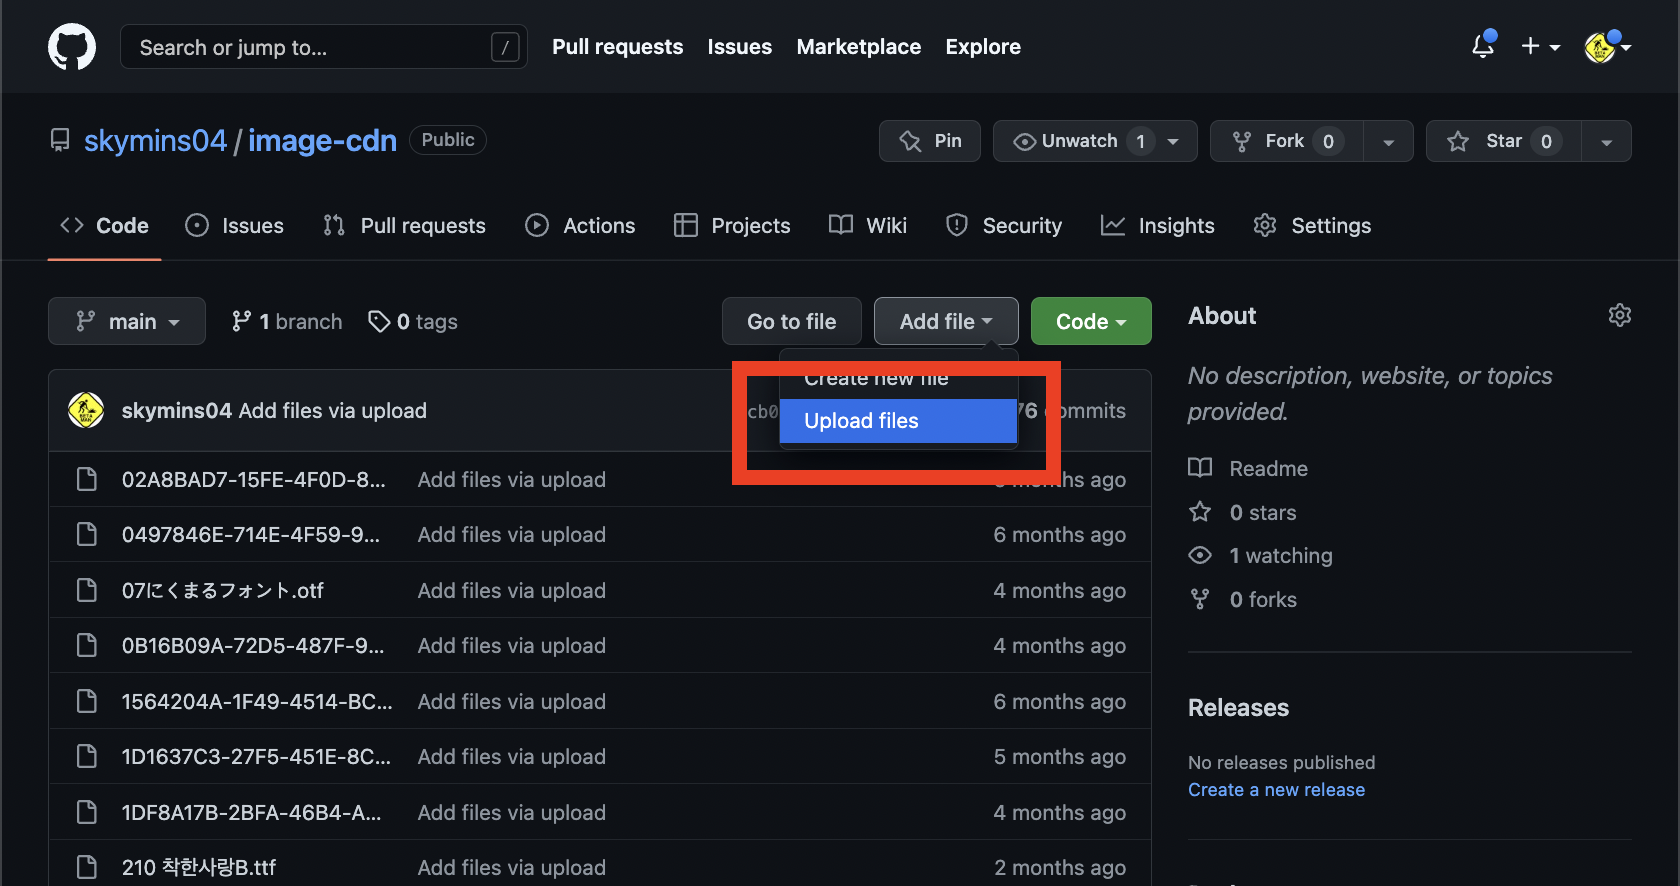 Search or jump to... /
Pull requests Issues Marketplace Explore
skymins04 / image-cdn Public
Pin Unwatch 1 Fork 0 Star 0
Code Issues Pull requests Actions Projects Wiki Security Insights Settings
main 1 branch 0 tags Go to file Add file Code
Create new file
Upload files
skymins04 Add files via upload cb0 76 commits
02A8BAD7-15FE-4F0D-8... Add files via upload months ago
0497846E-714E-4F59-9... Add files via upload 6 months ago
07にくまるフォント.otf Add files via upload 4 months ago
0B16B09A-72D5-487F-9... Add files via upload 4 months ago
1564204A-1F49-4514-BC... Add files via upload 6 months ago
1D1637C3-27F5-451E-8C... Add files via upload 5 months ago
1DF8A17B-2BFA-46B4-A... Add files via upload 4 months ago
210 착한사랑B.ttf Add files via upload 2 months ago
About
No description, website, or topics
provided.
Readme
0 stars
1 watching
0 forks
Releases
No releases published
Create a new release